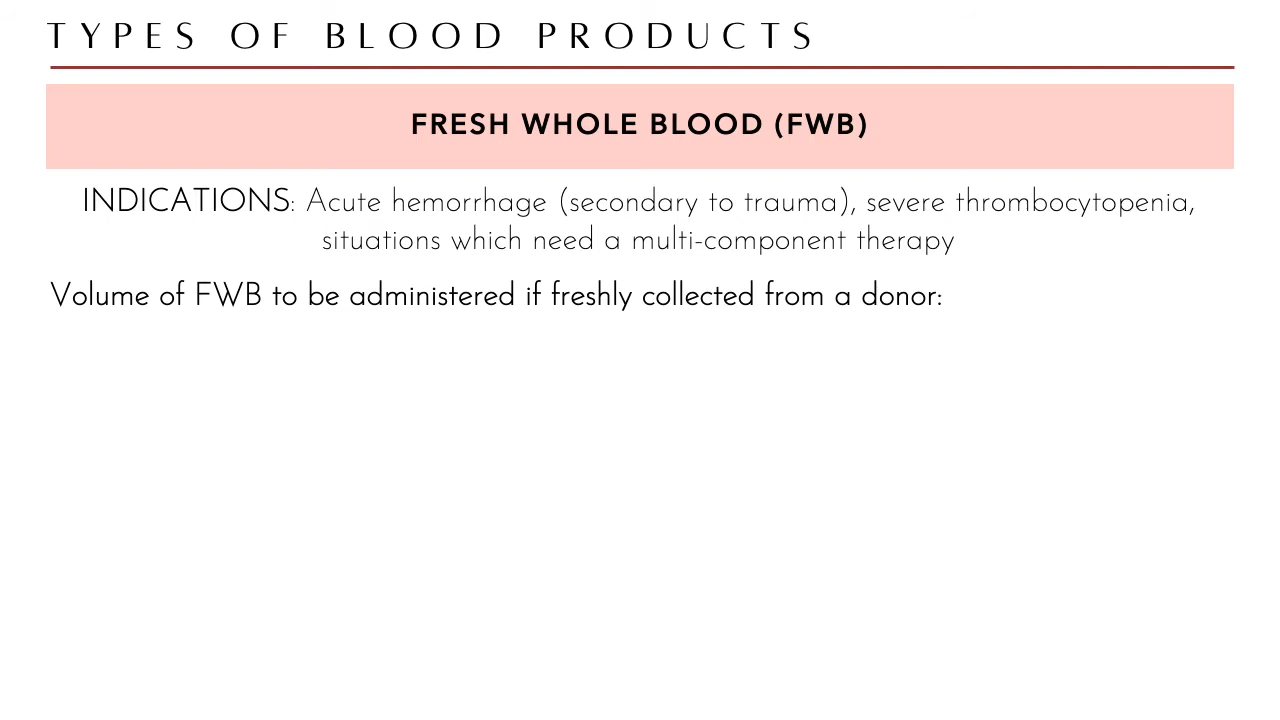 TYPES OF BLOOD PRODUCTS
FRESH WHOLE BLOOD (FWB)
INDICATIONS: Acute hemorrhage (secondary to trauma), severe thrombocytopenia,
situations which need a multi-component therapy
Volume of FWB to be administered if freshly collected from a donor: